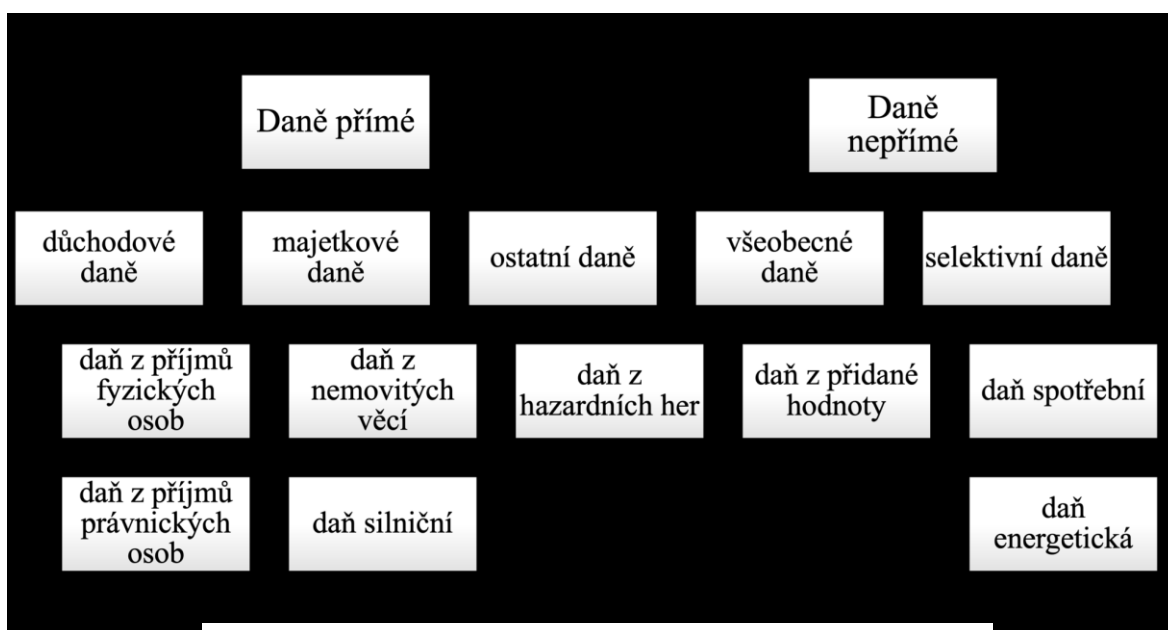 Daně přímé
Daně
nepřímé
důchodové
daně
majetkové
daně
ostatní daně
všeobecné
daně
selektivní daně
daň z příjmů
fyzických
osob
daň z
nemovitých
věcí
daň z
hazardních her
daň z přidané
hodnoty
daň spotřební
daň z příjmů
právnických
osob
daň silniční
daň
energetická